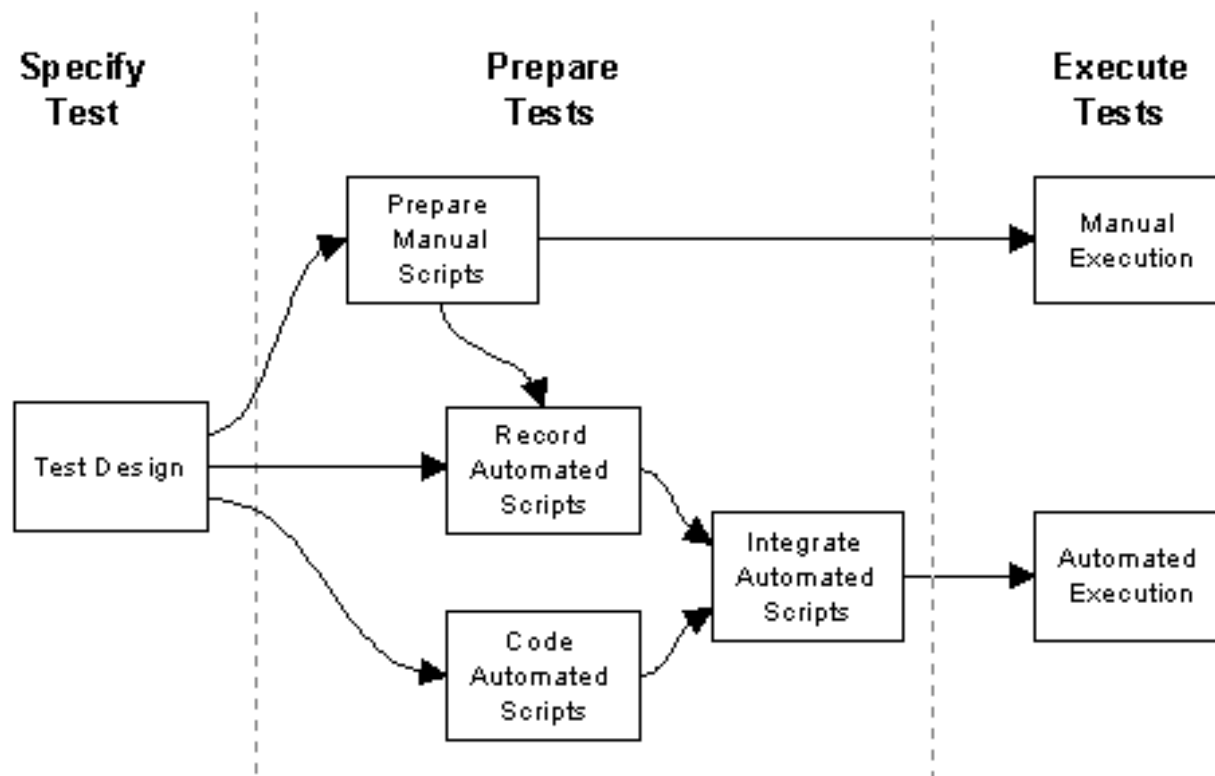 Specify
Test
Prepare
Tests
Execute
Tests
Prepare
Manual
Scripts
Manual
Execution
Test Design
Record
Automated
Scripts
Integrate
Automated
Scripts
Automated
Execution
Code
Automated
Scripts